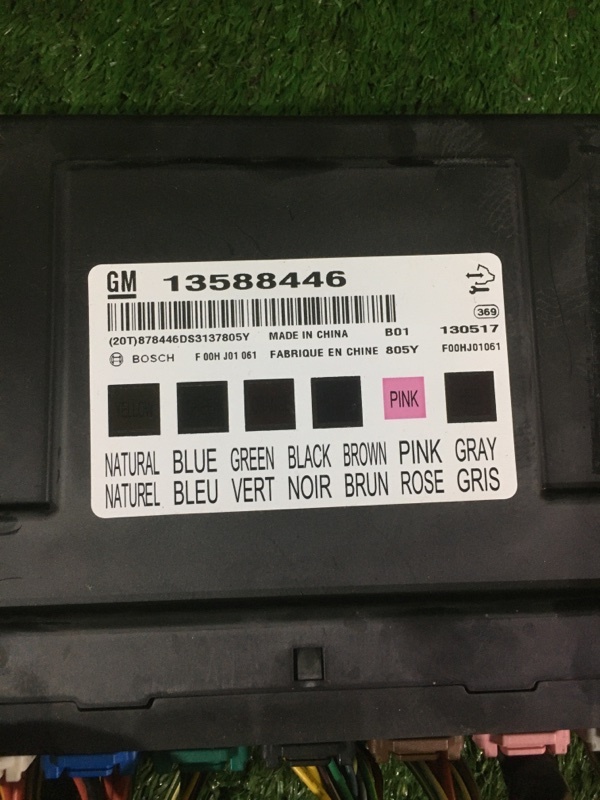 GM 13588446
369
(20T)878446DS3137805Y MADE IN CHINA B01 130517
BOSCH F 00H J01 061 FABRIQUE EN CHINE 805Y F00HJ01061
PINK
NATURAL BLUE GREEN BLACK BROWN PINK GRAY
NATUREL BLEU VERT NOIR BRUN ROSE GRIS